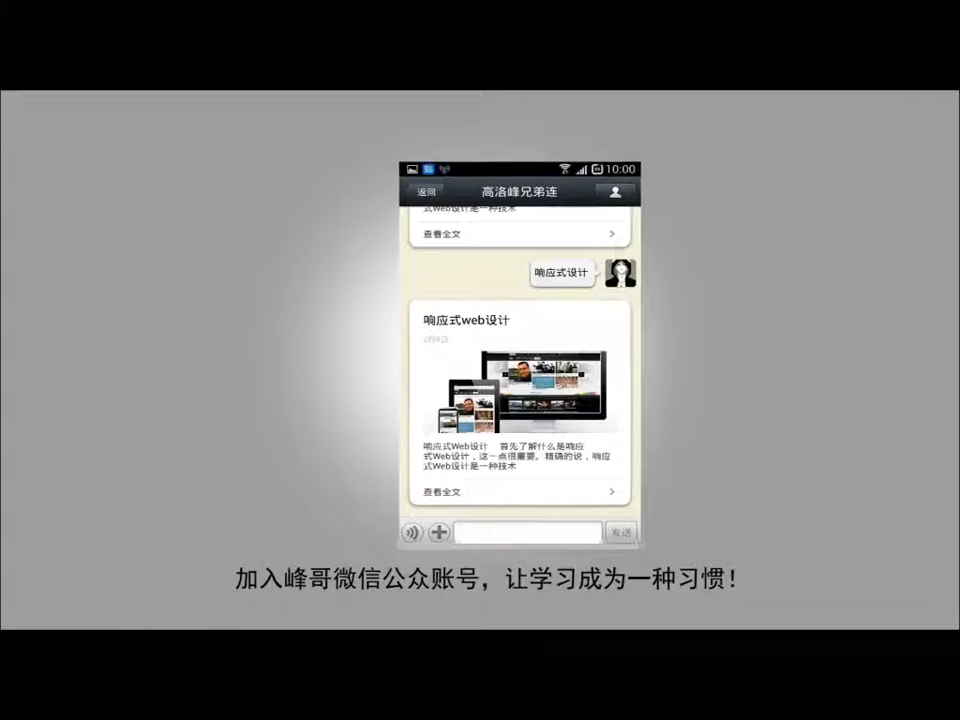 10:00
返回
高洛峰兄弟连
式Web设计是一种技术
查看全文
响应式设计
响应式web设计
响应式Web设计 首先了解什么是响应
式Web设计，这一点很重要。精确的说，响应
式Web设计是一种技术
查看全文
发送
加入峰哥微信公众账号，让学习成为一种习惯！